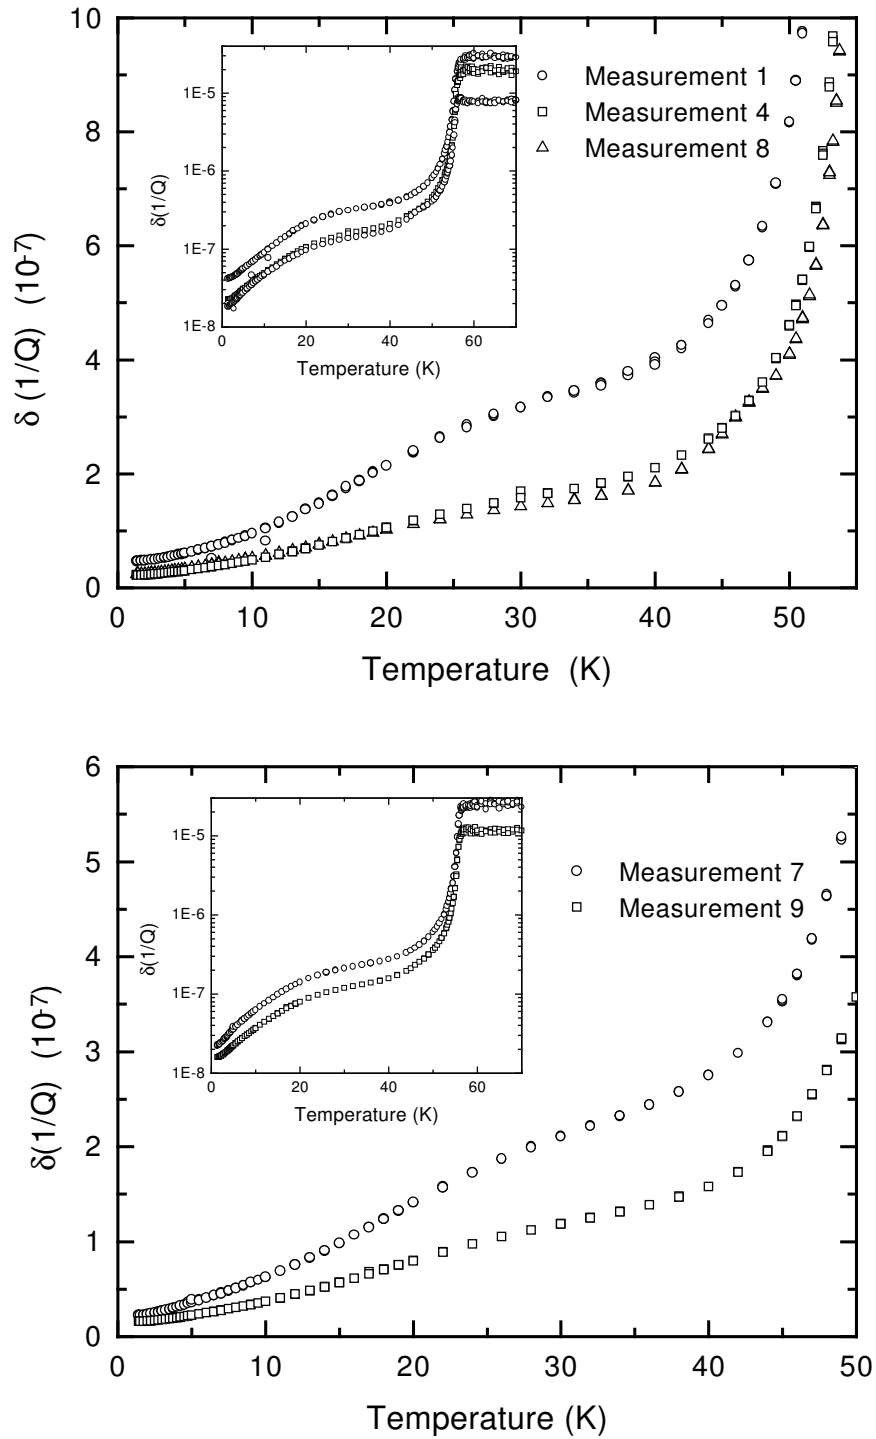 10
8
6
4
2
0
δ (1/Q) (10-7)
0
10
20
30
40
50
Temperature (K)
Measurement 1
Measurement 4
Measurement 8
1E-5
1E-6
1E-7
1E-8
δ(1/Q)
0
20
40
60
Temperature (K)
6
5
4
3
2
1
0
δ(1/Q) (10-7)
0
10
20
30
40
50
Temperature (K)
Measurement 7
Measurement 9
1E-5
1E-6
1E-7
1E-8
δ(1/Q)
0
20
40
60
Temperature (K)